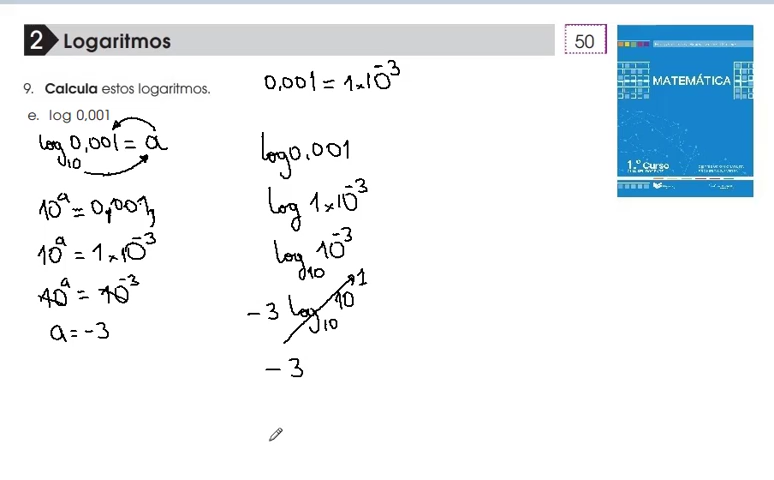 2 Logaritmos
50
9. Calcula estos logaritmos.
e. log 0,001
log₁₀ 0,001 = a
10ᵃ = 0,001
10ᵃ = 1×10⁻³
10ᵃ = 10⁻³
a = -3
0,001 = 1×10⁻³
log 0.001
log 1×10⁻³
log₁₀ 10⁻³
-3 log₁₀ 10 1
-3
MATEMÁTICA
1.º Curso